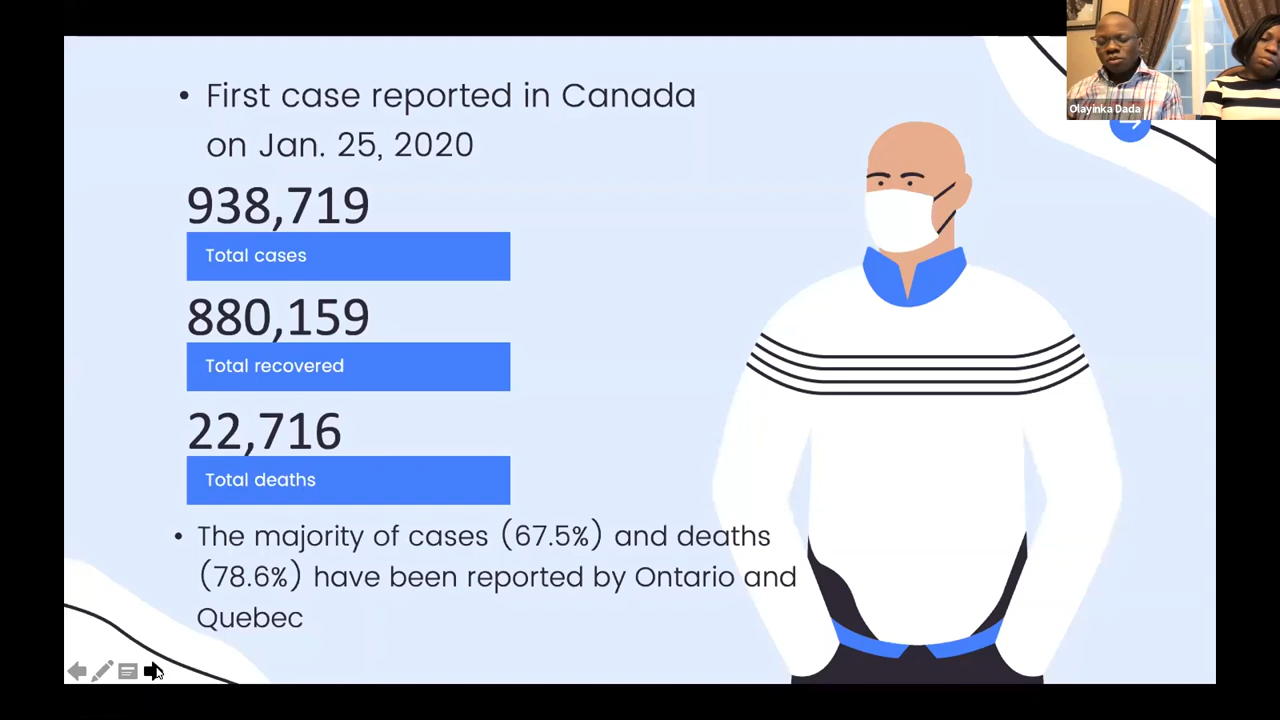 • First case reported in Canada
on Jan. 25, 2020
938,719
Total cases
880,159
Total recovered
22,716
Total deaths
• The majority of cases (67.5%) and deaths
(78.6%) have been reported by Ontario and
Quebec
Olayinka Dada